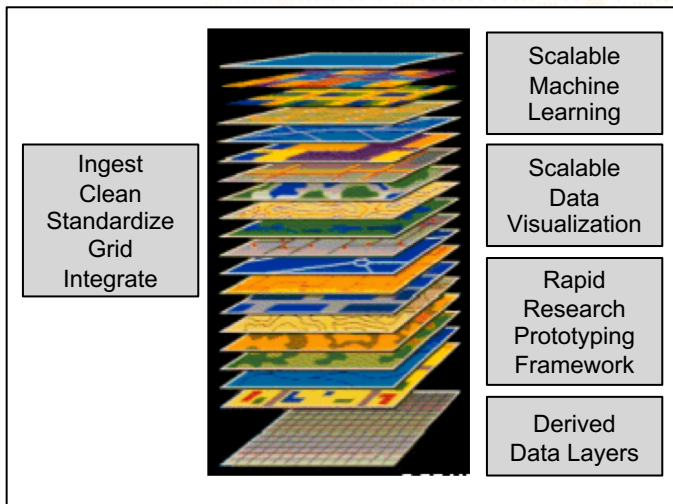 Ingest
Clean
Standardize
Grid
Integrate
Scalable
Machine
Learning
Scalable
Data
Visualization
Rapid
Research
Prototyping
Framework
Derived
Data Layers